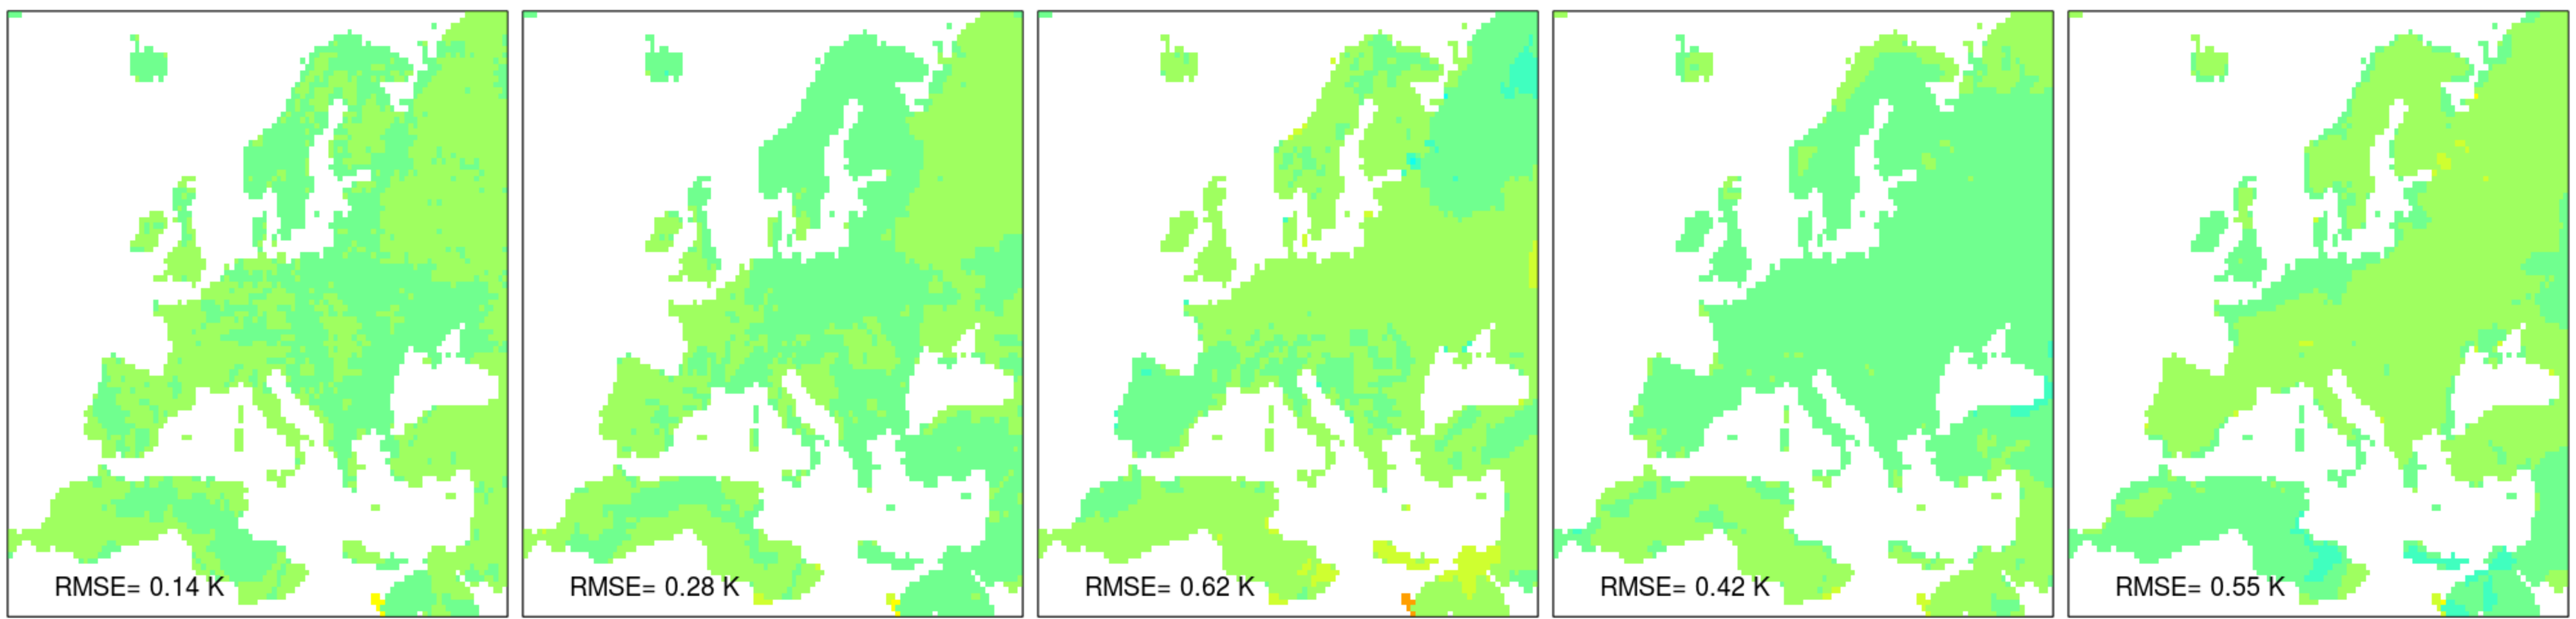 RMSE= 0.14 K
RMSE= 0.28 K
RMSE= 0.62 K
RMSE= 0.42 K
RMSE= 0.55 K